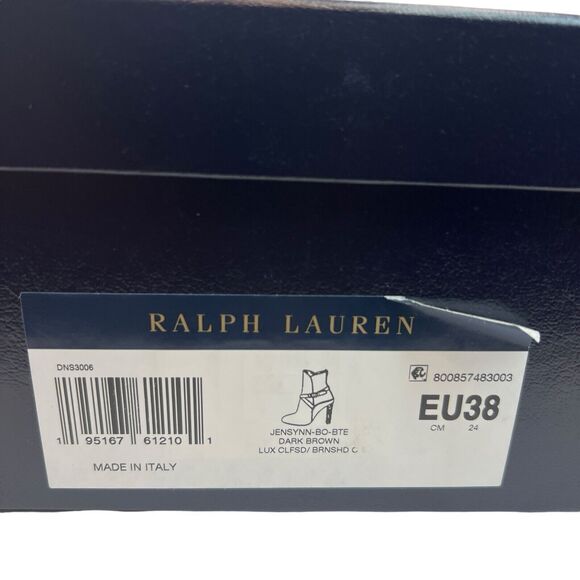 RALPH LAUREN
DNS3006
1 95167 61210 1
MADE IN ITALY
JENSYNN-BO-BTE
DARK BROWN
LUX CLFSD/ BRNSHD C
800857483003
EU38
CM 24